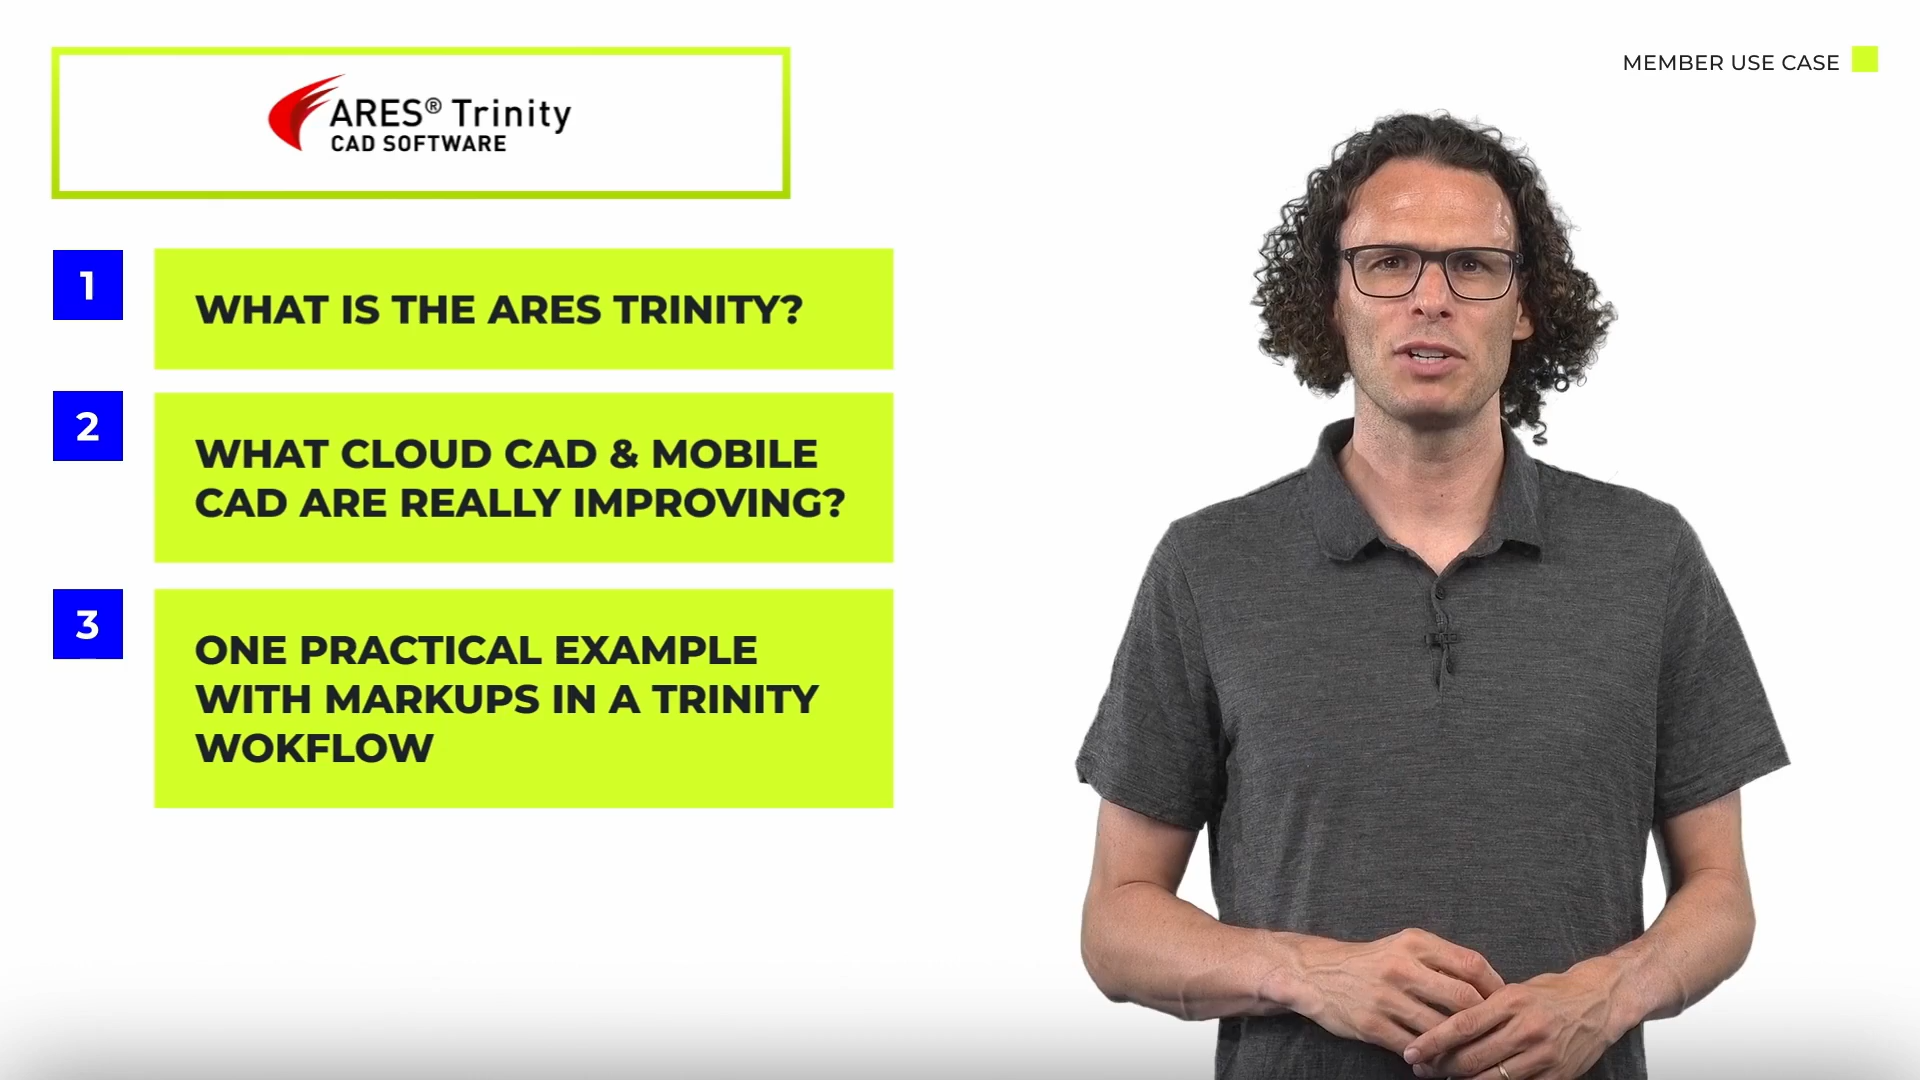 ARES® Trinity
CAD SOFTWARE
MEMBER USE CASE
1
WHAT IS THE ARES TRINITY?
2
WHAT CLOUD CAD & MOBILE
CAD ARE REALLY IMPROVING?
3
ONE PRACTICAL EXAMPLE
WITH MARKUPS IN A TRINITY
WOKFLOW